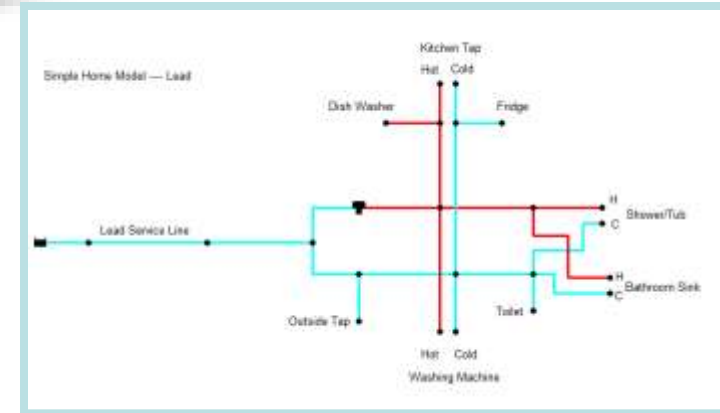 Kitchen Tap
Hot Cold
Simple Home Model --- Lead
Dish Washer
Fridge
H
Shower/Tub
C
Lead Service Line
H
Bathroom Sink
C
Toilet
Outside Tap
Hot Cold
Washing Machine